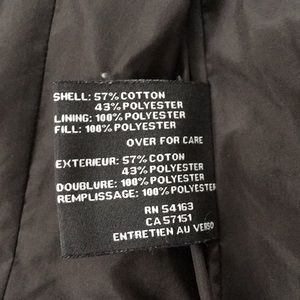 SHELL: 57% COTTON
43% POLYESTER
LINING: 100% POLYESTER
FILL: 100% POLYESTER
OVER FOR CARE
EXTERIEUR: 57% COTON
43% POLYESTER
DOUBLURE: 100% POLYESTER
REMPLISSAGE: 100% POLYESTER
RN 54163
CA 57151
ENTRETIEN AU VERSO